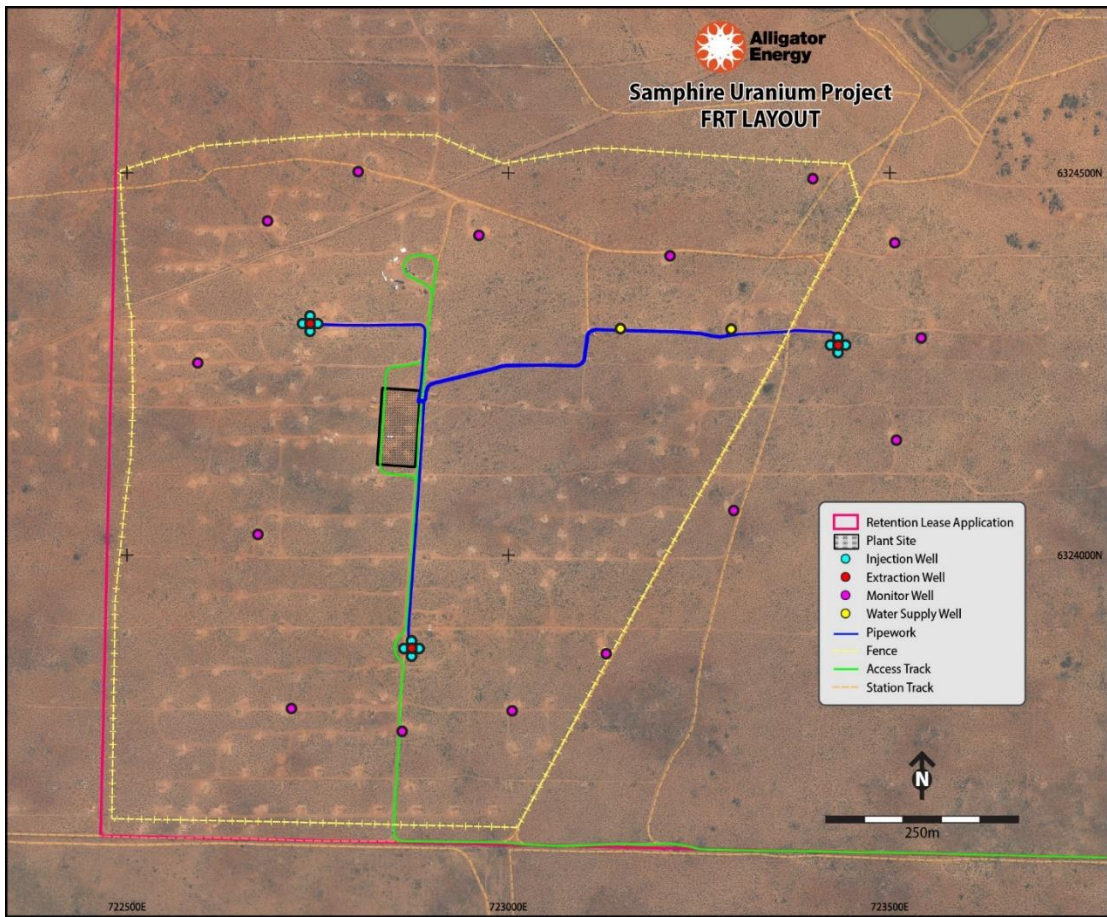 Alligator
Energy
Samphire Uranium Project
FRT LAYOUT
6324500N
Retention Lease Application
Plant Site
Injection Well
Extraction Well
Monitor Well
Water Supply Well
Pipework
Fence
Access Track
Station Track
6324000N
N
250m
722500E
723000E
723500E